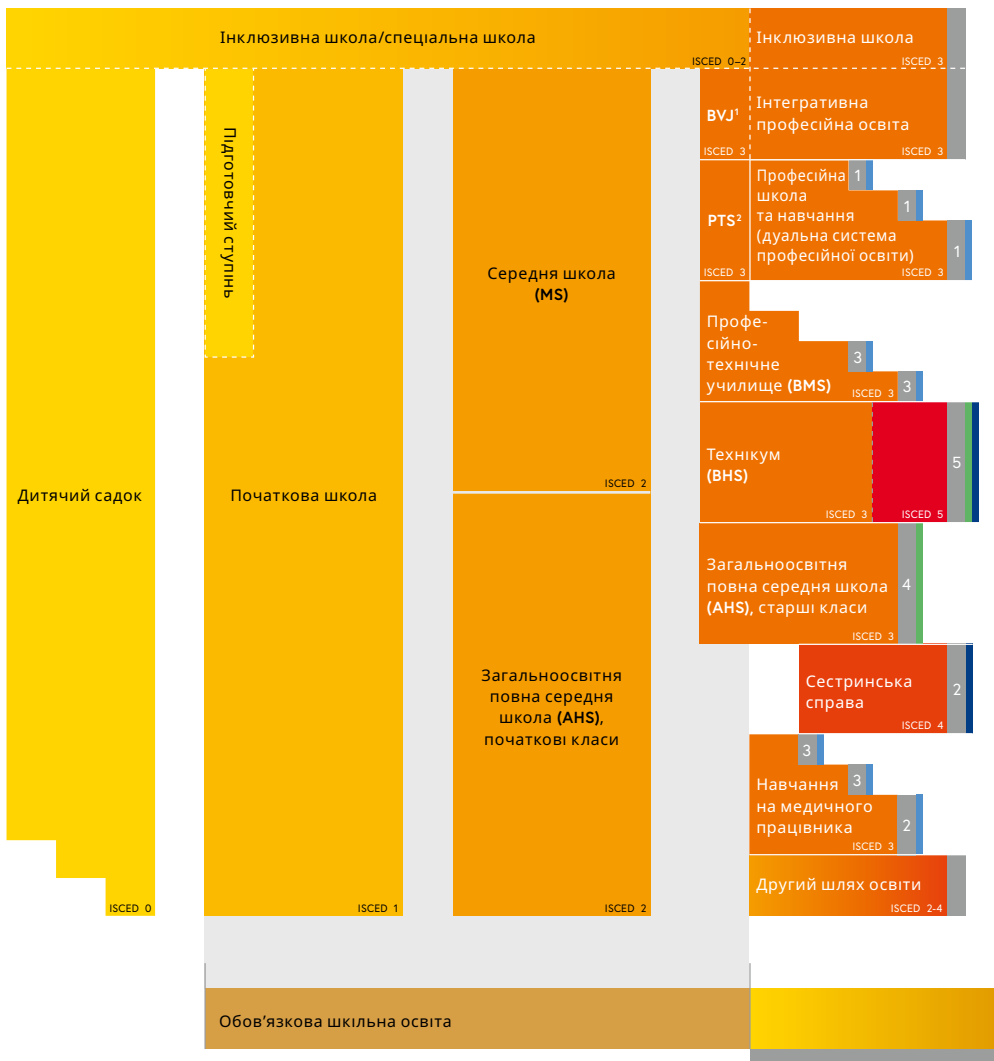 Інклюзивна школа/спеціальна школа
ISCED 0–2
Інклюзивна школа
ISCED 3
Дитячий садок
ISCED 0
Підготовчий ступінь
Початкова школа
ISCED 1
Середня школа
(MS)
ISCED 2
Загальноосвітня
повна середня
школа (AHS),
початкові класи
ISCED 2
BVJ¹
ISCED 3
Інтегративна
професійна освіта
ISCED 3
PTS²
ISCED 3
Професійна
школа
та навчання
(дуальна система
професійної освіти)
ISCED 3
1
1
1
Профе-
сійно-
технічне
училище (BMS)
ISCED 3
3
3
Технікум
(BHS)
ISCED 3
ISCED 5
5
Загальноосвітня
повна середня школа
(AHS), старші класи
ISCED 3
4
Сестринська
справа
ISCED 4
2
Навчання
на медичного
працівника
ISCED 3
3
3
2
Другий шлях освіти
ISCED 2-4
Обов’язкова шкільна освіта